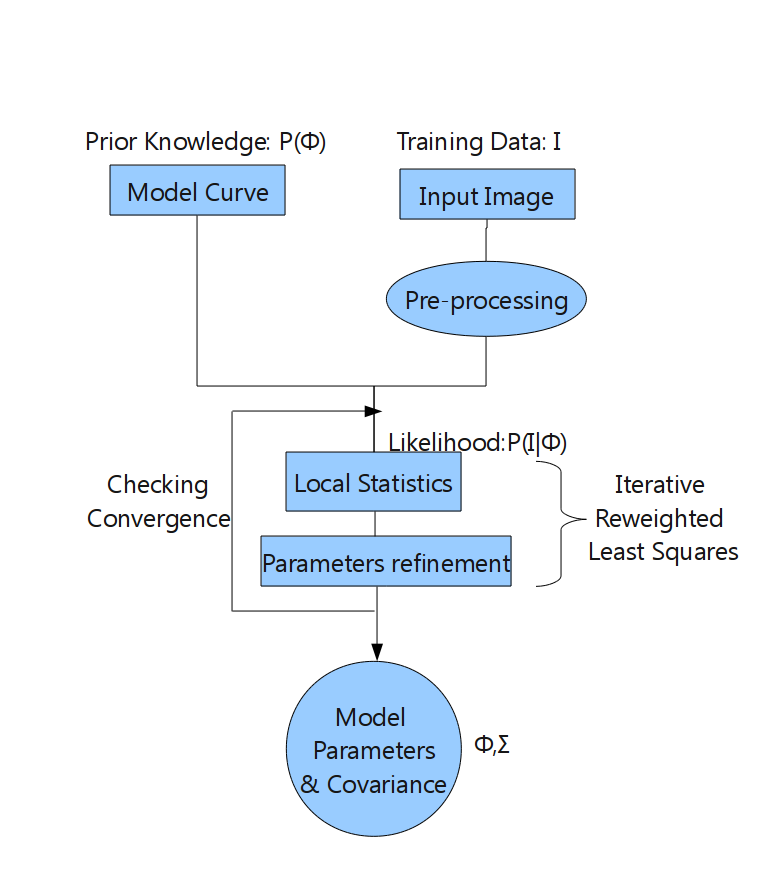 Prior Knowledge: P(Φ)
Training Data: I
Model Curve
Input Image
Pre-processing
Likelihood:P(I|Φ)
Local Statistics
Checking
Convergence
Iterative
Reweighted
Least Squares
Parameters refinement
Model
Parameters
& Covariance
Φ,Σ